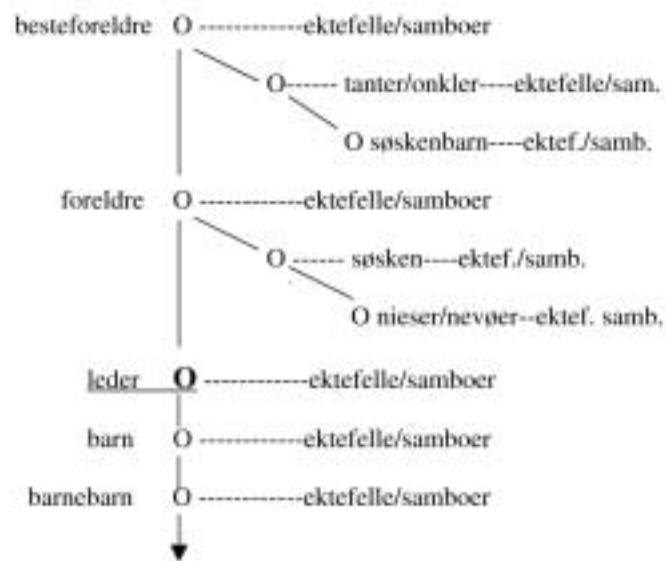 besteforeldre O ------------ektefelle/samboer
O------ tanter/onkler----ektefelle/sam.
O søskenbarn----ektef./samb.
foreldre O ------------ektefelle/samboer
O ------ søsken----ektef./samb.
O nieser/nevøer--ektef. samb.
leder O ------------ektefelle/samboer
barn O ------------ektefelle/samboer
barnebarn O ------------ektefelle/samboer